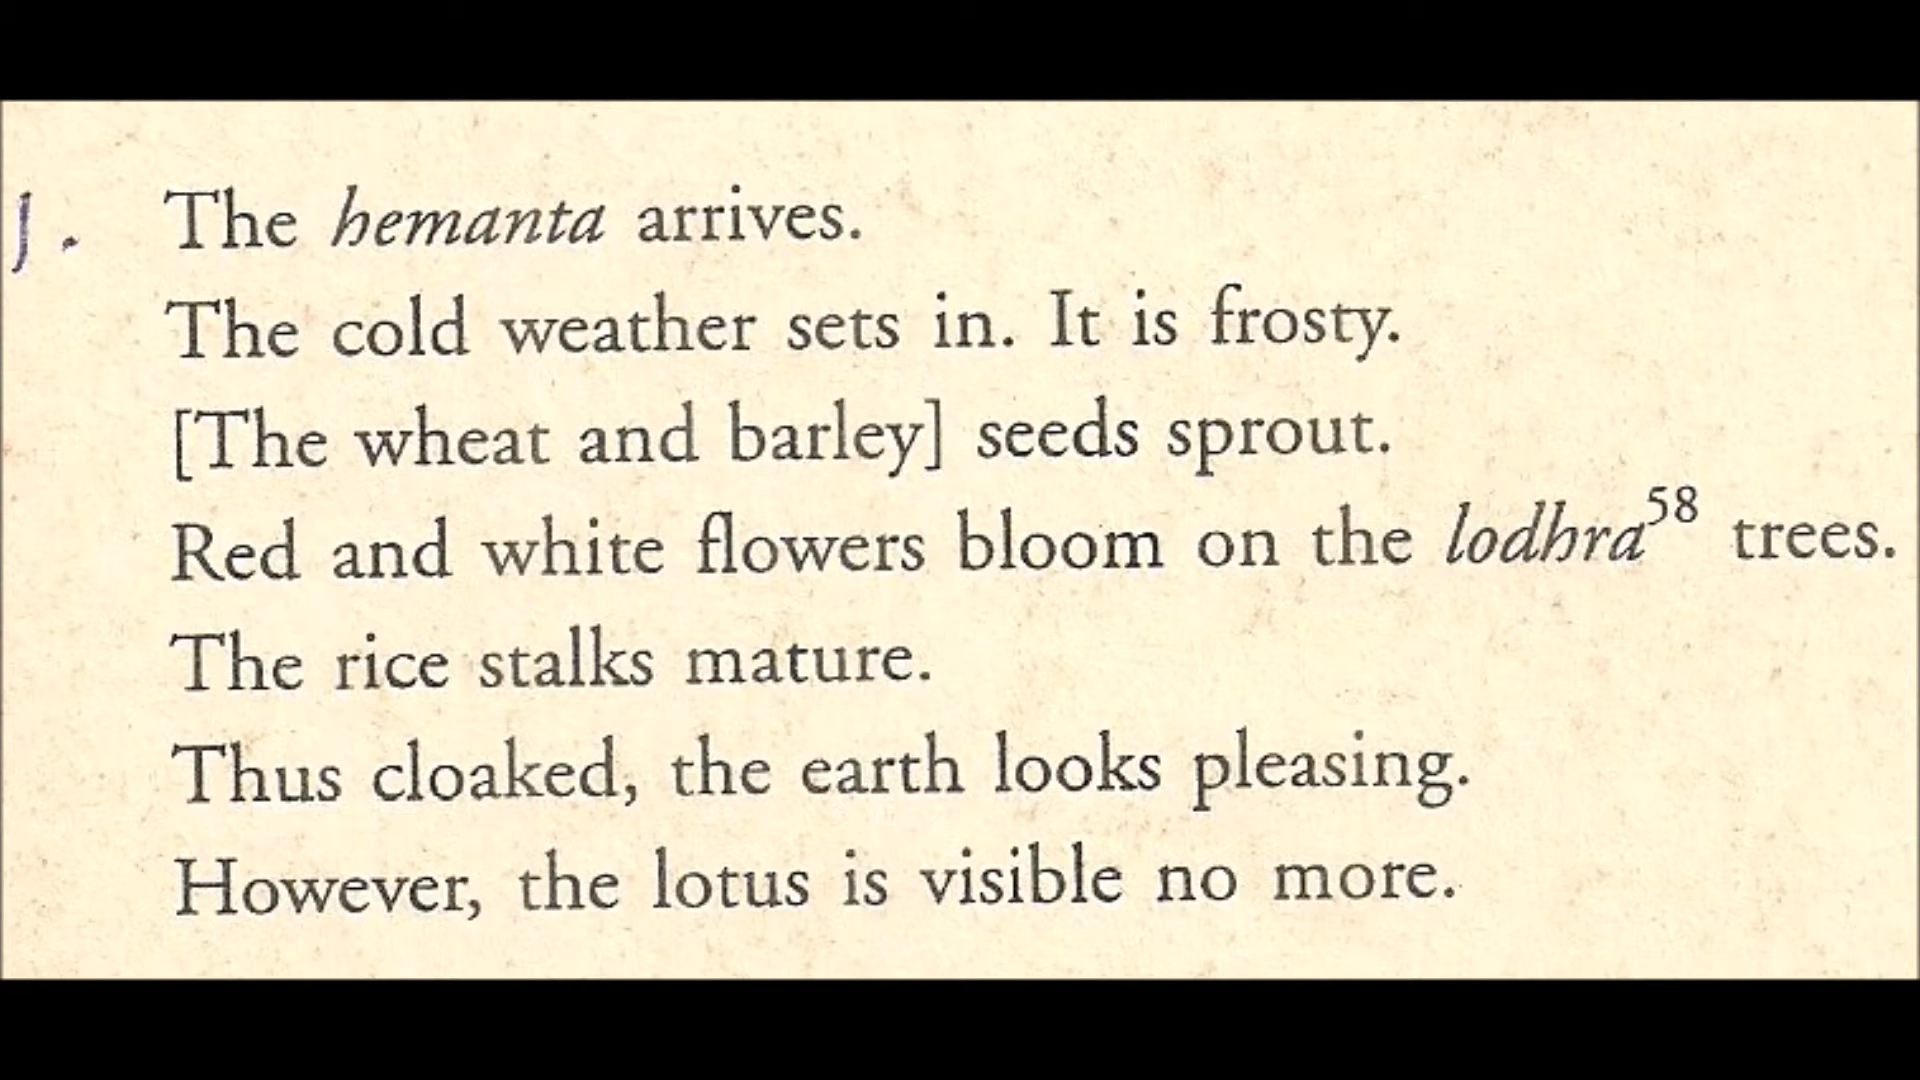 1. The hemanta arrives.
The cold weather sets in. It is frosty.
[The wheat and barley] seeds sprout.
Red and white flowers bloom on the lodhra58 trees.
The rice stalks mature.
Thus cloaked, the earth looks pleasing.
However, the lotus is visible no more.